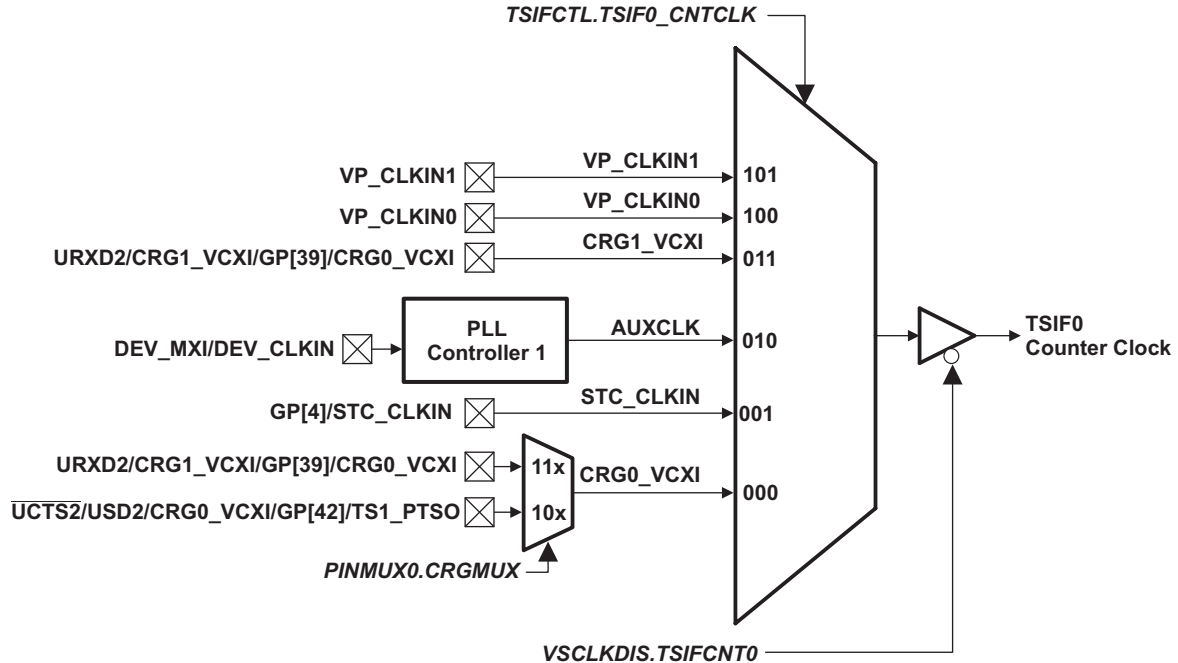 TSIFCTL.TSIF0_CNTCLK
VP_CLKIN1 VP_CLKIN1 101
VP_CLKIN0 VP_CLKIN0 100
URXD2/CRG1_VCXI/GP[39]/CRG0_VCXI CRG1_VCXI 011
DEV_MXI/DEV_CLKIN PLL Controller 1 AUXCLK 010
TSIF0
Counter Clock
GP[4]/STC_CLKIN STC_CLKIN 001
URXD2/CRG1_VCXI/GP[39]/CRG0_VCXI 11x CRG0_VCXI 000
UCTS2/USD2/CRG0_VCXI/GP[42]/TS1_PTSO 10x
PINMUX0.CRGMUX
VSCLKDIS.TSIFCNT0